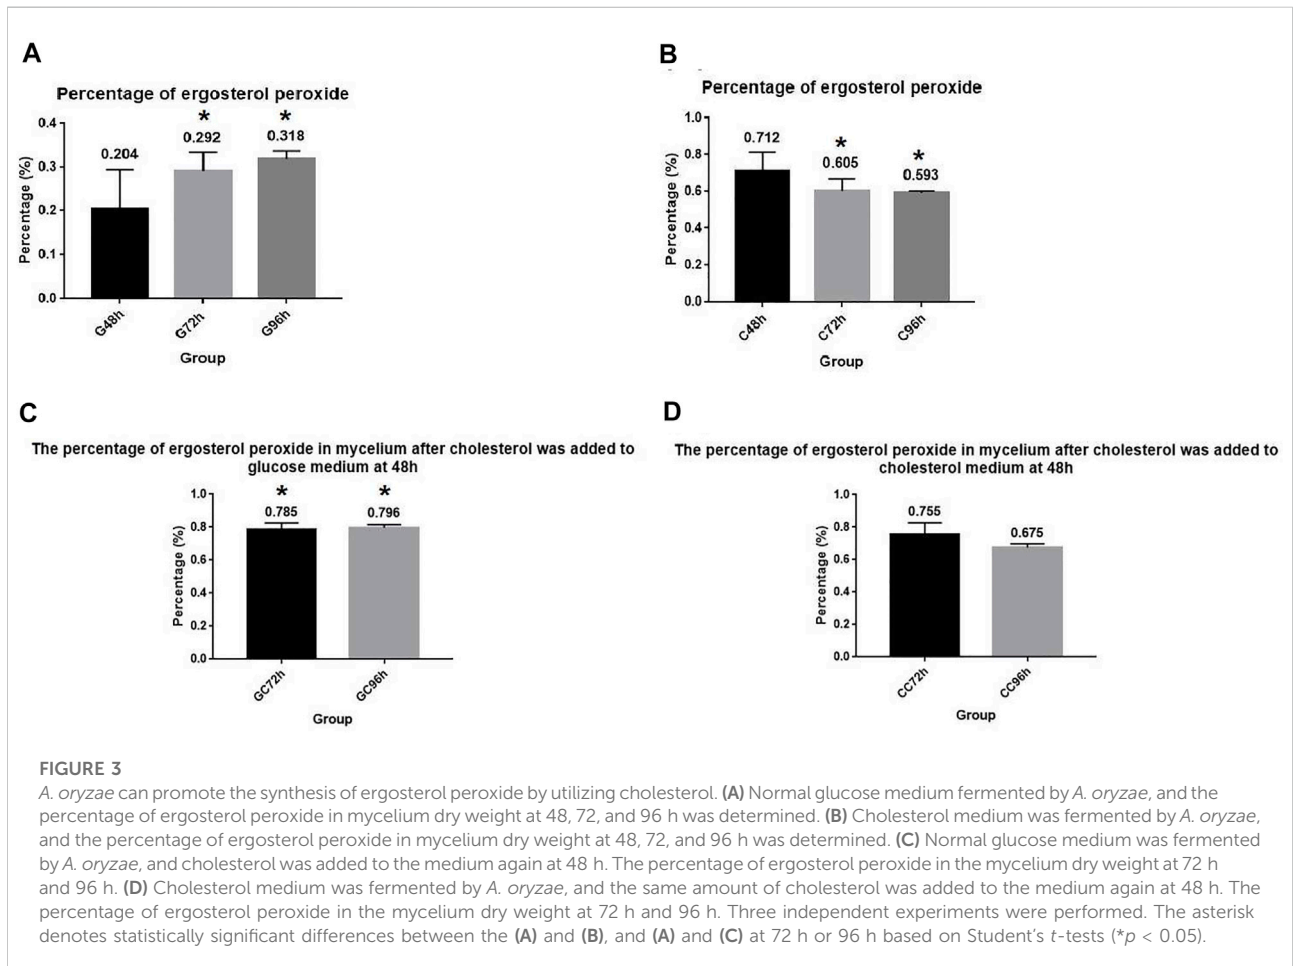 A
Percentage of ergosterol peroxide
Percentage (%)
0.4
0.3
0.2
0.1
0.0
0.204
*
0.292
*
0.318
G48h
G72h
G96h
Group
B
Percentage of ergosterol peroxide
Percentage (%)
1.0
0.8
0.6
0.4
0.2
0.0
0.712
*
0.605
*
0.593
C48h
C72h
C96h
Group
C
The percentage of ergosterol peroxide in mycelium after cholesterol was added to
glucose medium at 48h
Percentage (%)
1.0
0.8
0.6
0.4
0.2
0.0
*
0.785
*
0.796
GC72h
GC96h
Group
D
The percentage of ergosterol peroxide in mycelium after cholesterol was added to
cholesterol medium at 48h
Percentage (%)
1.0
0.8
0.6
0.4
0.2
0.0
0.755
0.675
CC72h
CC96h
Group
FIGURE 3
A. oryzae can promote the synthesis of ergosterol peroxide by utilizing cholesterol. (A) Normal glucose medium fermented by A. oryzae, and the
percentage of ergosterol peroxide in mycelium dry weight at 48, 72, and 96 h was determined. (B) Cholesterol medium was fermented by A. oryzae,
and the percentage of ergosterol peroxide in mycelium dry weight at 48, 72, and 96 h was determined. (C) Normal glucose medium was fermented
by A. oryzae, and cholesterol was added to the medium again at 48 h. The percentage of ergosterol peroxide in the mycelium dry weight at 72 h
and 96 h. (D) Cholesterol medium was fermented by A. oryzae, and the same amount of cholesterol was added to the medium again at 48 h. The
percentage of ergosterol peroxide in the mycelium dry weight at 72 h and 96 h. Three independent experiments were performed. The asterisk
denotes statistically significant differences between the (A) and (B), and (A) and (C) at 72 h or 96 h based on Student's t-tests (*p < 0.05).